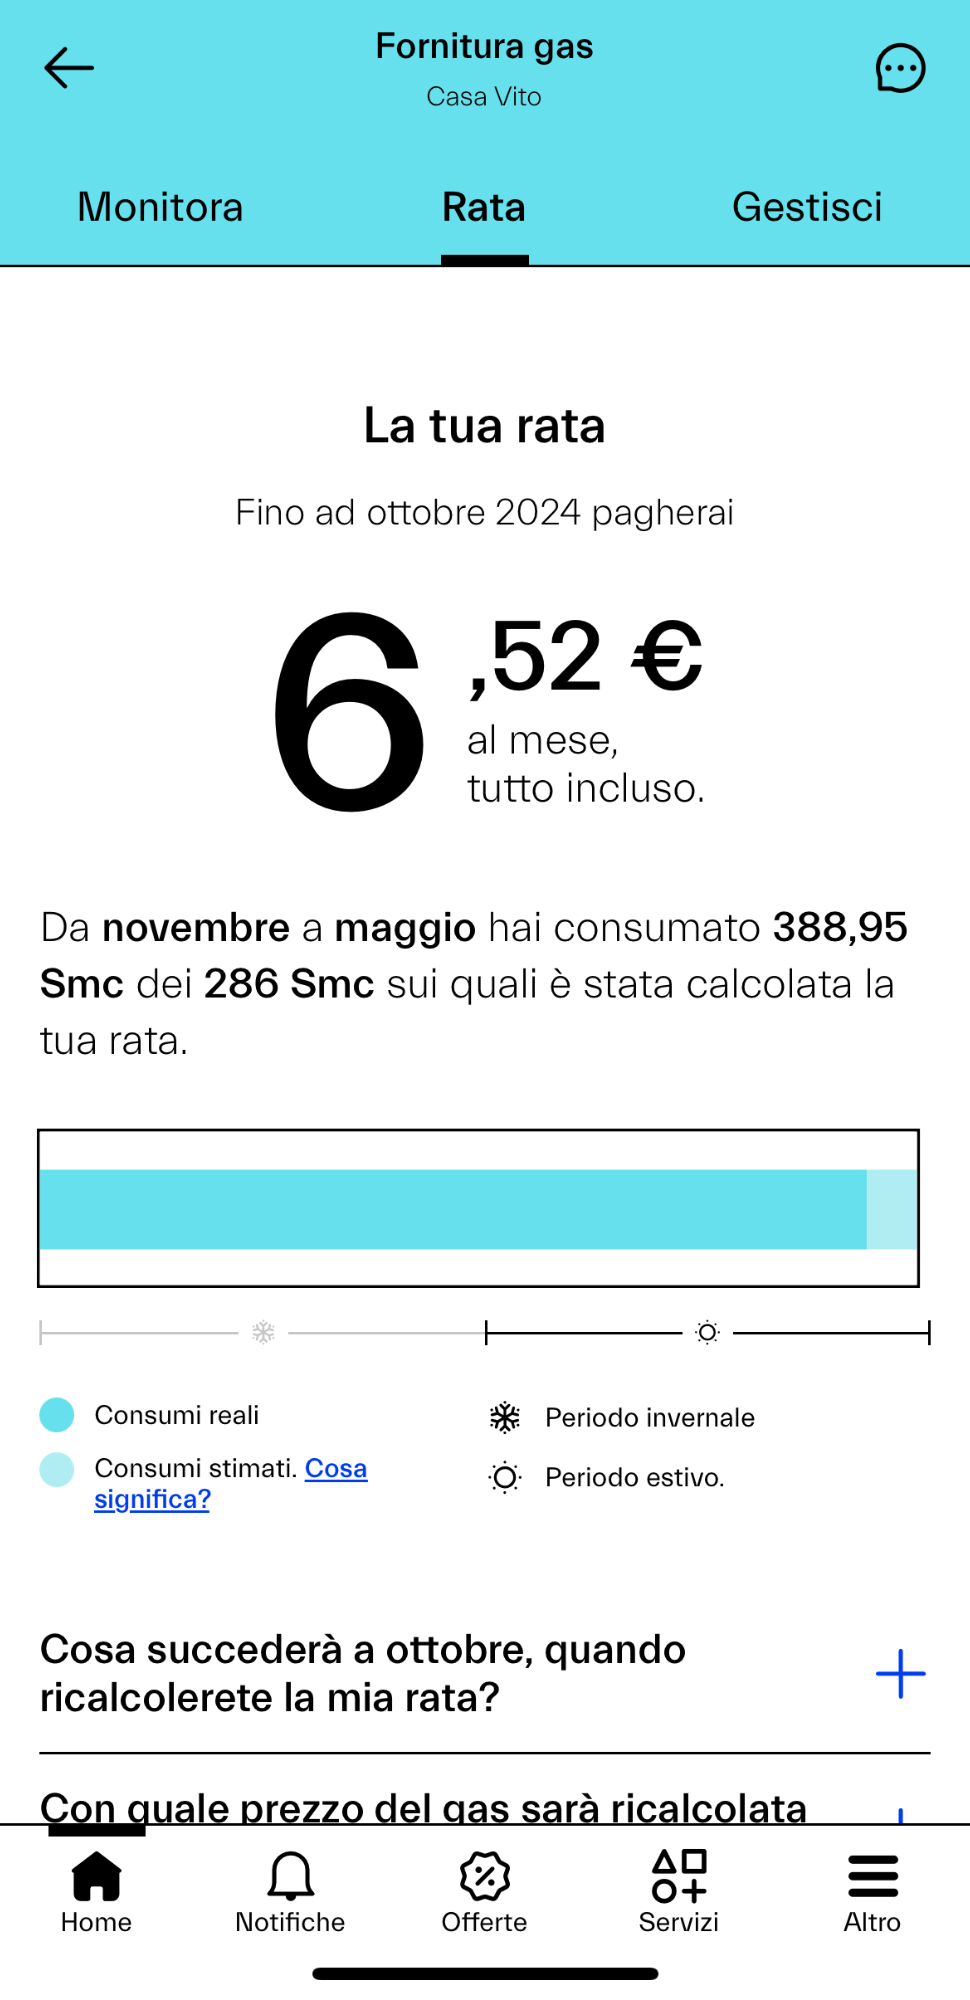 Fornitura gas
Casa Vito
Monitora Rata Gestisci
La tua rata
Fino ad ottobre 2024 pagherai
6,52 €
al mese,
tutto incluso.
Da novembre a maggio hai consumato 388,95
Smc dei 286 Smc sui quali è stata calcolata la
tua rata.
Consumi reali
Consumi stimati. Cosa
significa?
Periodo invernale
Periodo estivo.
Cosa succederà a ottobre, quando
ricalcolerete la mia rata?
Con quale prezzo del gas sarà ricalcolata
Home Notifiche Offerte Servizi Altro